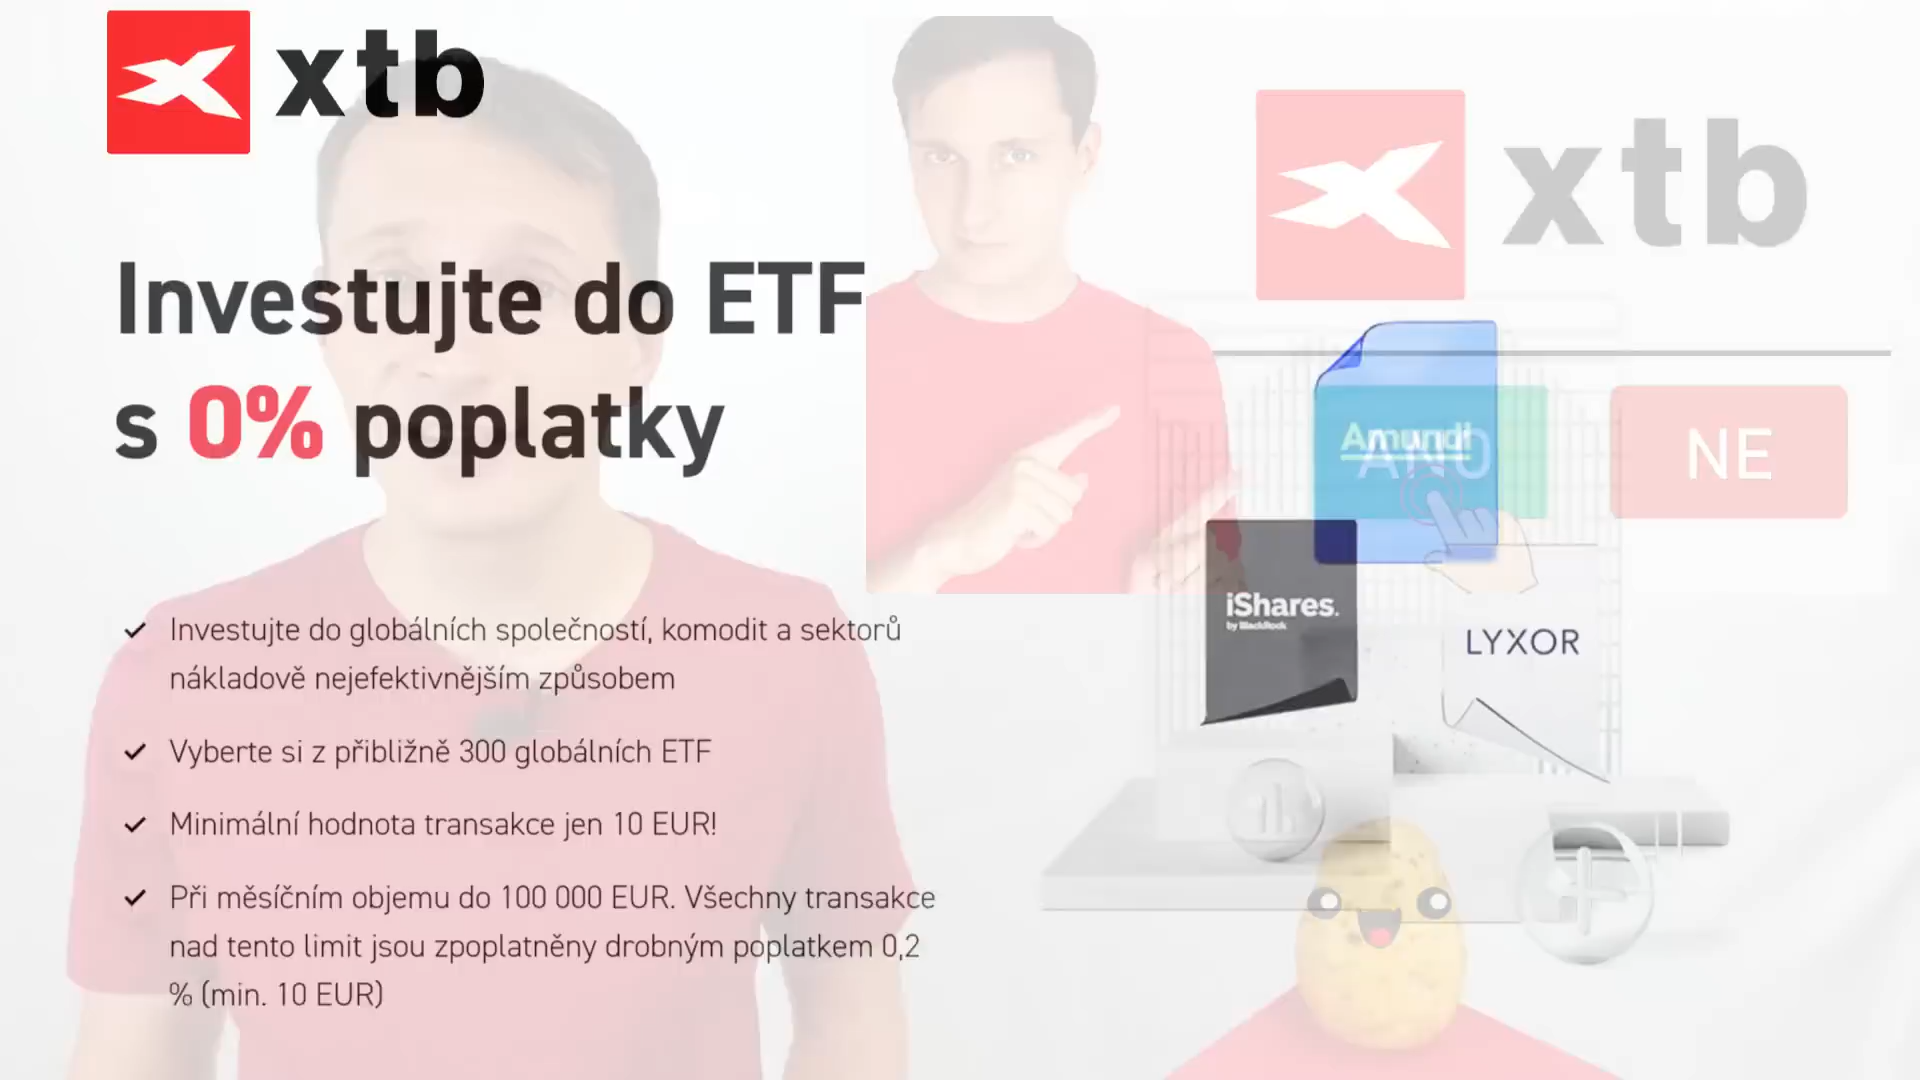 xtb
Investujte do ETF
s 0% poplatky
Investujte do globálních společností, komodit a sektorů
nákladově nejefektivnějším způsobem
Vyberte si z přibližně 300 globálních ETF
Minimální hodnota transakce jen 10 EUR!
Při měsíčním objemu do 100 000 EUR. Všechny transakce
nad tento limit jsou zpoplatněny drobným poplatkem 0,2
% (min. 10 EUR)
xtb
Amundi
ANO
NE
iShares.
by BlackRock
LYXOR